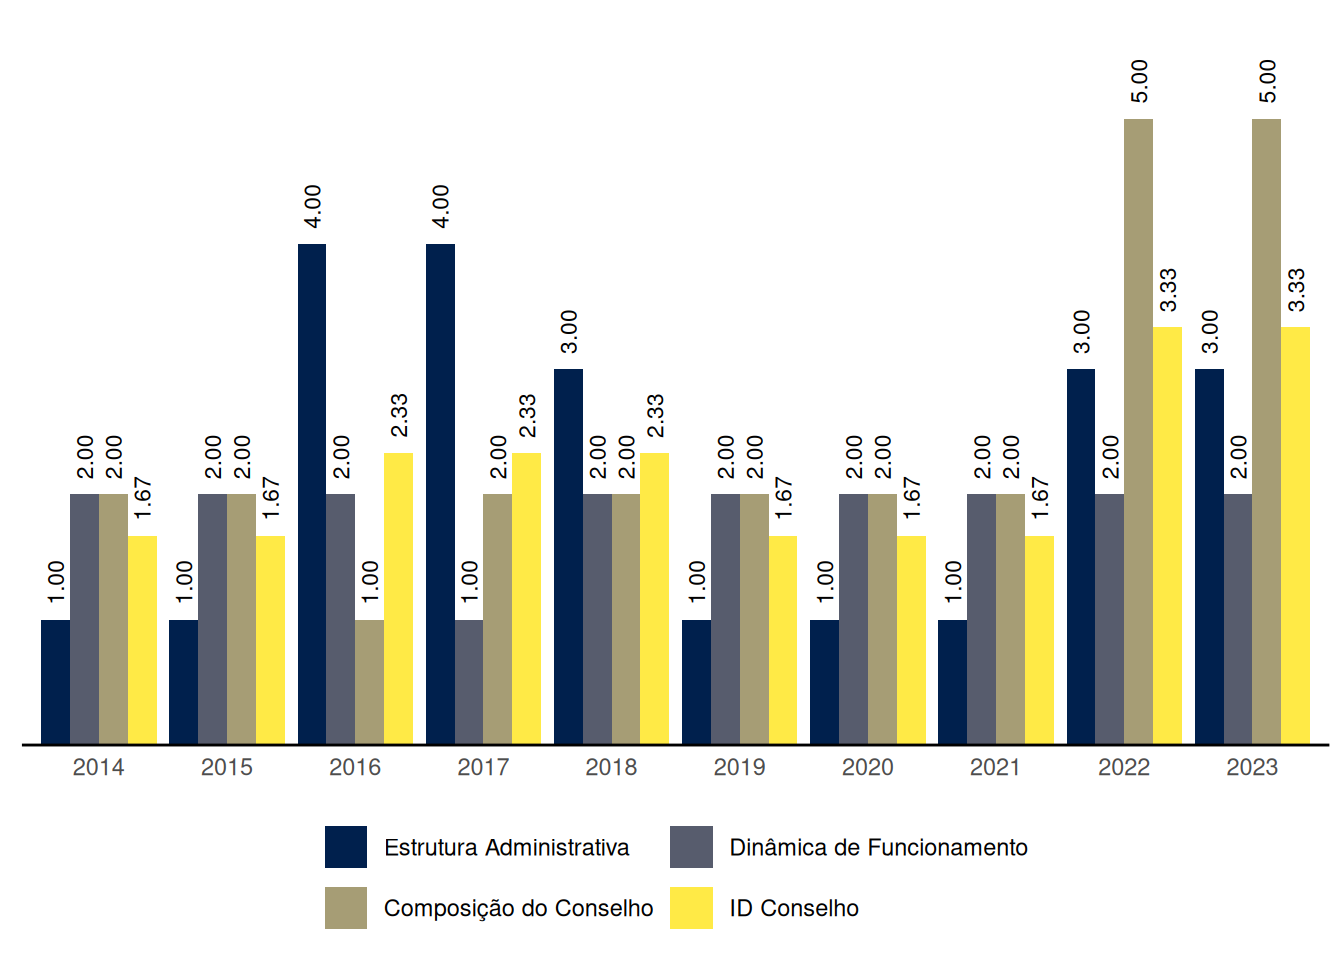 1.00 2.00 2.00 1.67 1.00 2.00 2.00 1.67 4.00 2.00 1.00 2.33 4.00 1.00 2.00 2.33 3.00 2.00 2.00 2.33 1.00 2.00 2.00 1.67 1.00 2.00 2.00 1.67 1.00 2.00 2.00 1.67 3.00 2.00 5.00 3.33 3.00 2.00 5.00 3.33
2014 2015 2016 2017 2018 2019 2020 2021 2022 2023
Estrutura Administrativa Dinâmica de Funcionamento
Composição do Conselho ID Conselho